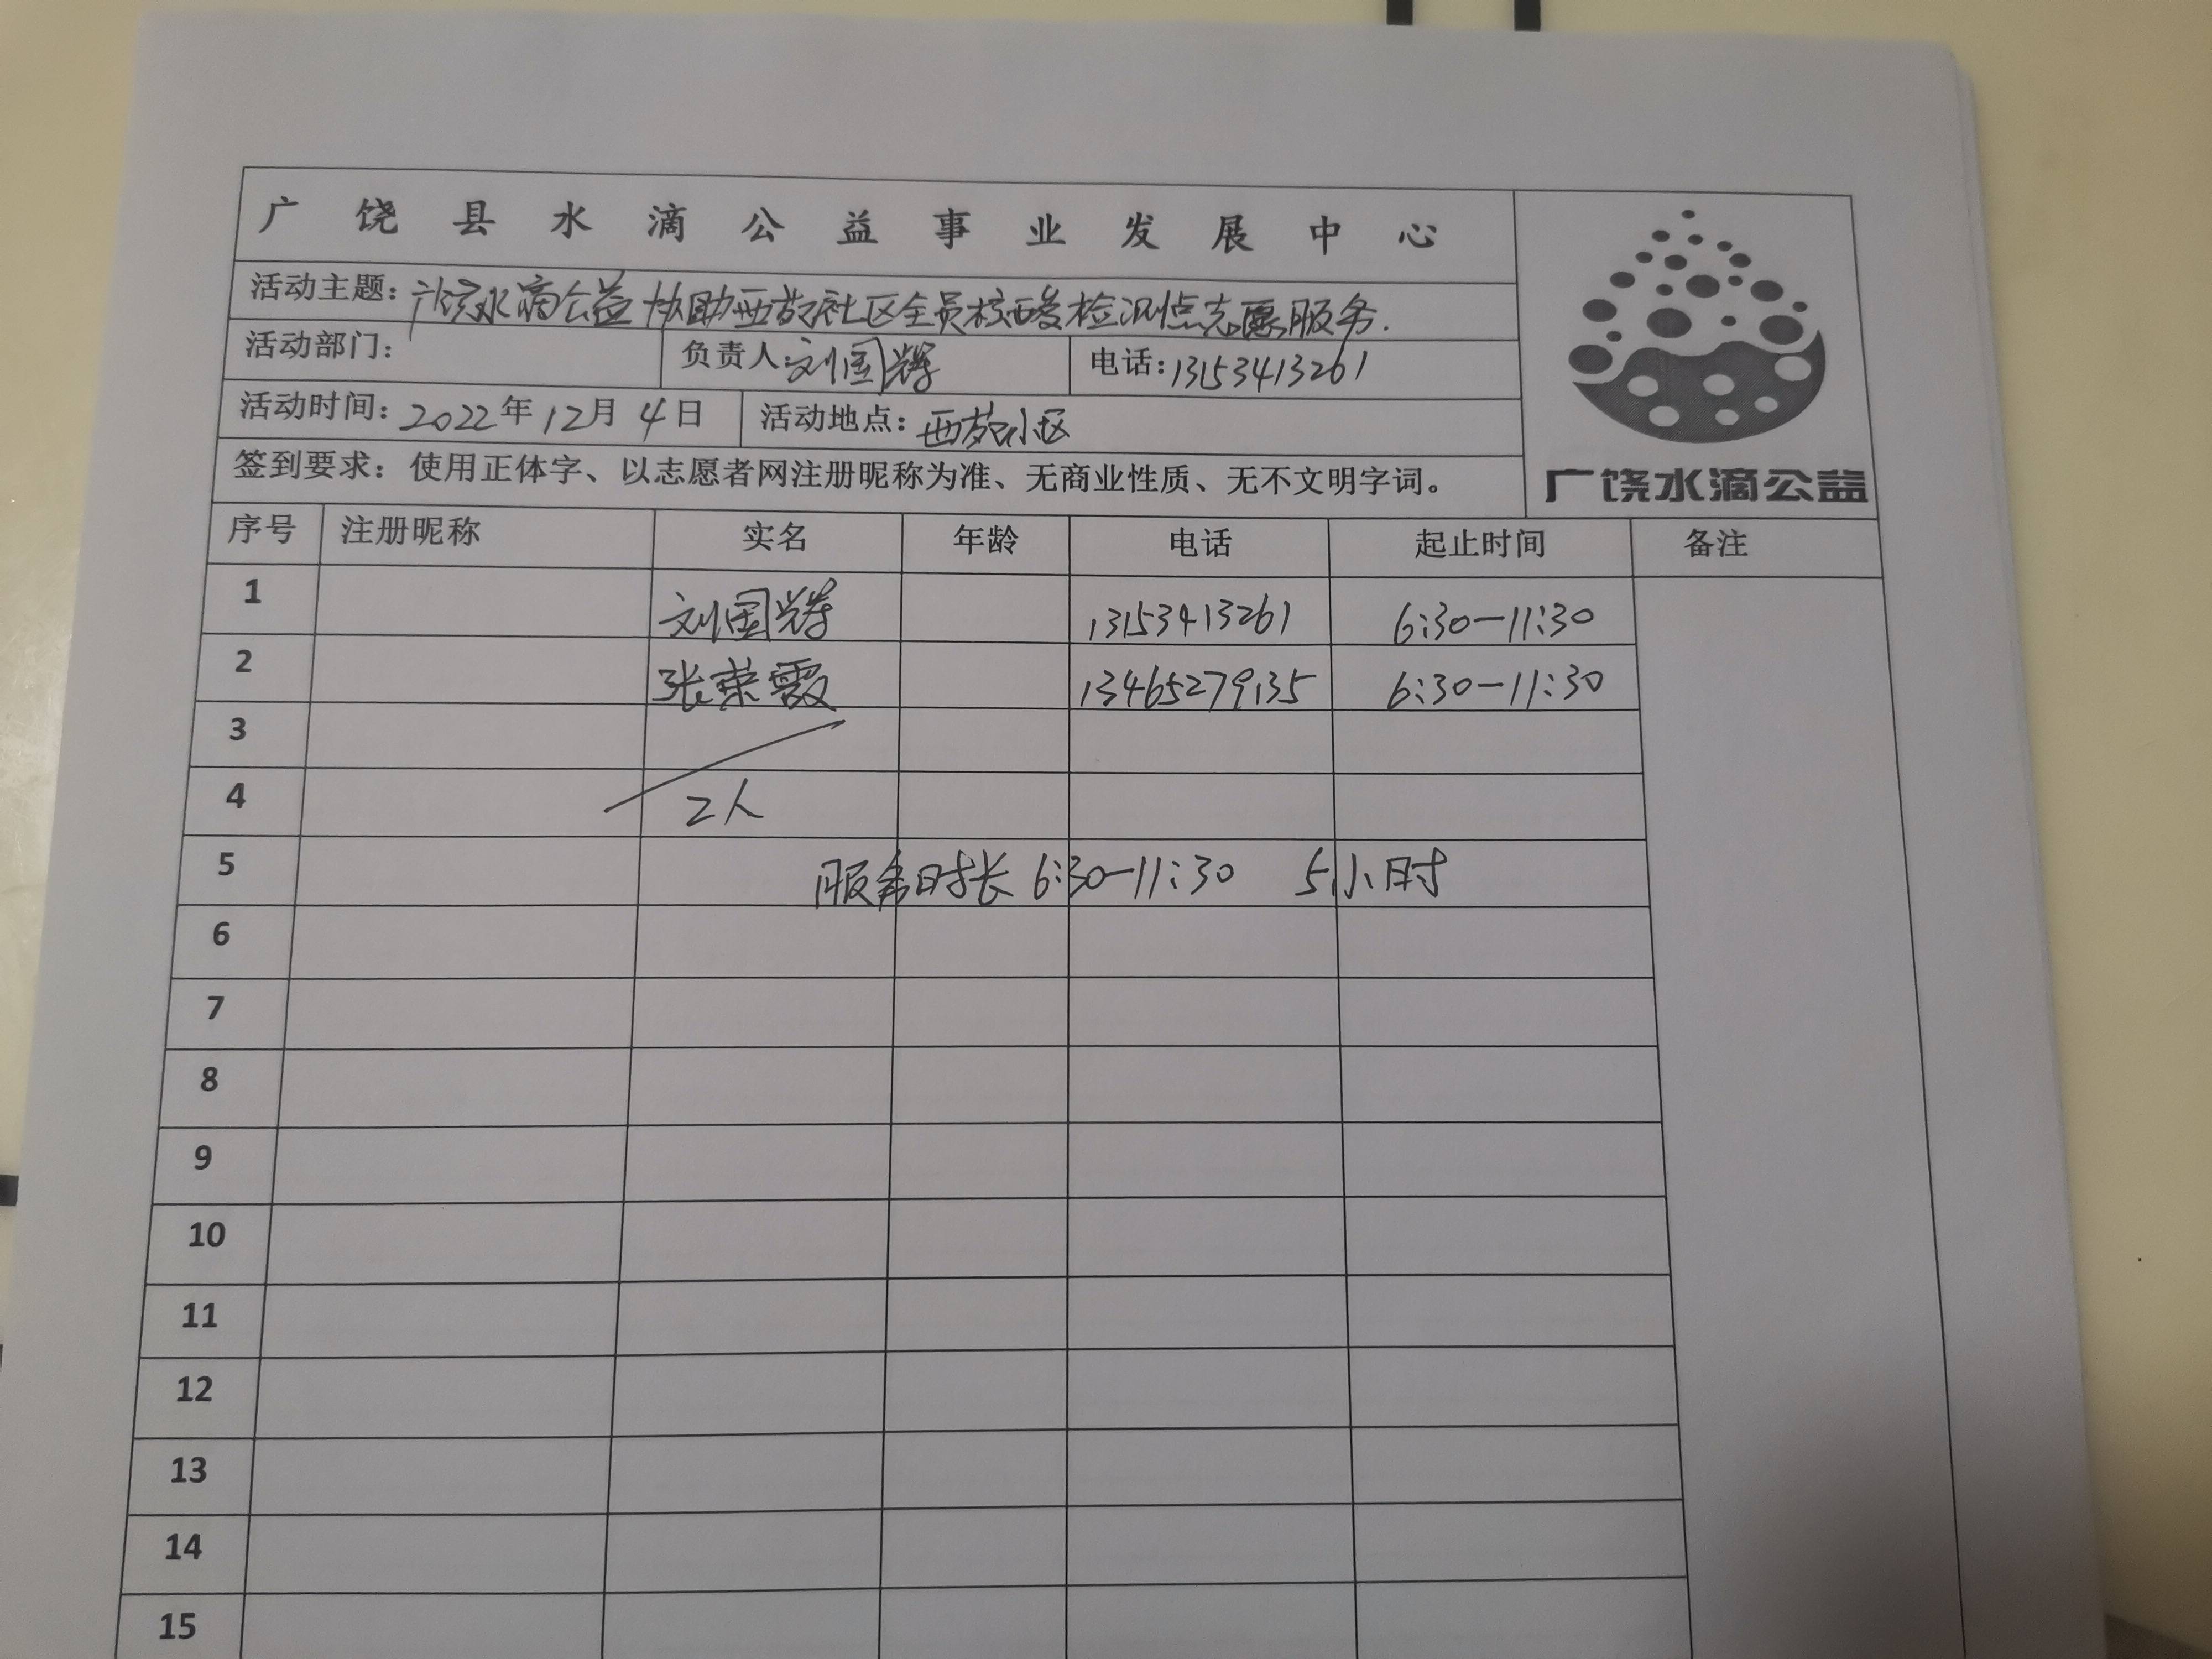 广饶县水滴公益事业发展中心
活动主题：广饶水滴公益协助西苑社区全员核酸检测点志愿服务.
活动部门： 负责人：刘国辉 电话：13153413261
活动时间：2022年12月4日 活动地点：西苑小区
签到要求：使用正体字、以志愿者网注册昵称为准、无商业性质、无不文明字词。
广饶水滴公益
序号 注册昵称 实名 年龄 电话 起止时间 备注
1 刘国辉 13153413261 6:30-11:30
2 张荣霞 13465279135 6:30-11:30
3
4 2人
5 服务时长 6:30-11:30 5小时
6
7
8
9
10
11
12
13
14
15